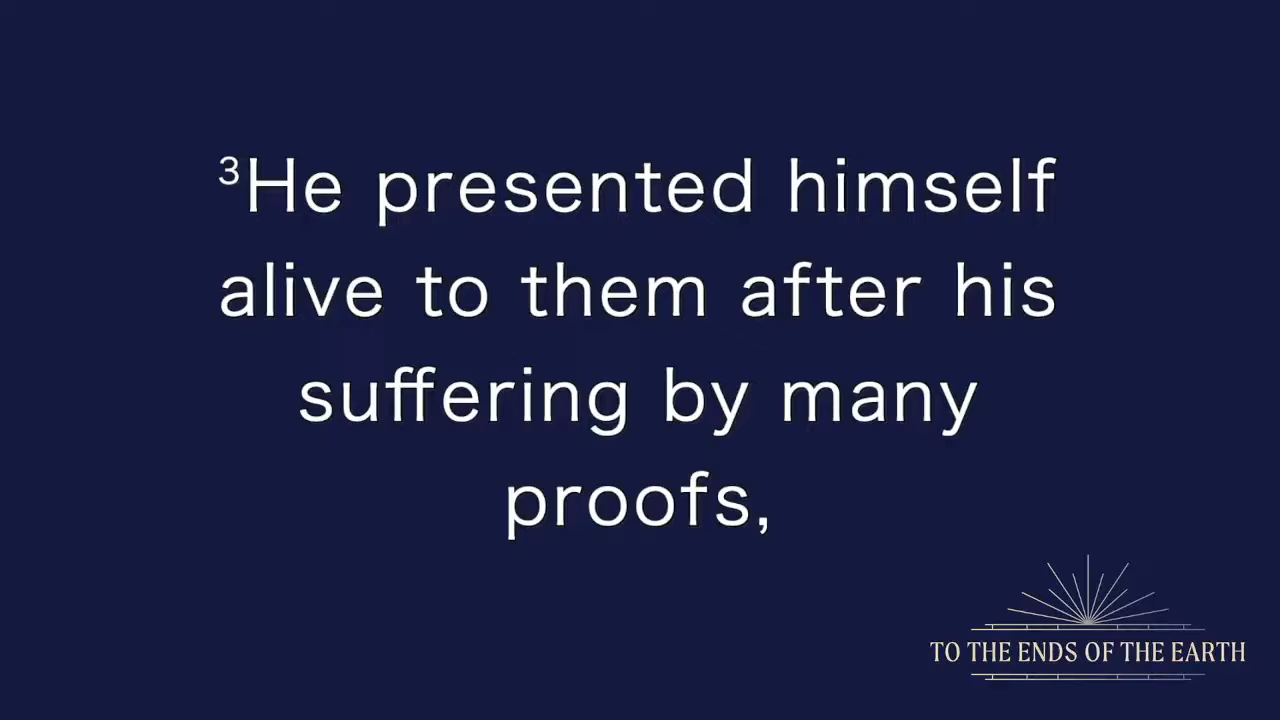 ³He presented himself
alive to them after his
suffering by many
proofs,
TO THE ENDS OF THE EARTH